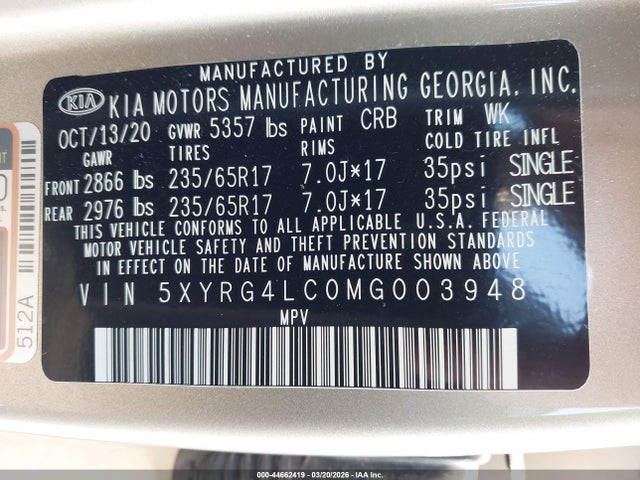 MANUFACTURED BY
KIA KIA MOTORS MANUFACTURING GEORGIA, INC.
OCT/13/20 GVWR 5357 lbs PAINT CRB TRIM WK
GAWR TIRES RIMS COLD TIRE INFL
FRONT 2866 lbs 235/65R17 7.0J*17 35psi SINGLE
REAR 2976 lbs 235/65R17 7.0J*17 35psi SINGLE
THIS VEHICLE CONFORMS TO ALL APPLICABLE U.S.A. FEDERAL
MOTOR VEHICLE SAFETY AND THEFT PREVENTION STANDARDS
IN EFFECT ON THE DATE OF MANUFACTURE SHOWN ABOVE
VIN 5XYRG4LC0MG003948
MPV
512A
000-44662419 - 03/20/2026 - IAA Inc.